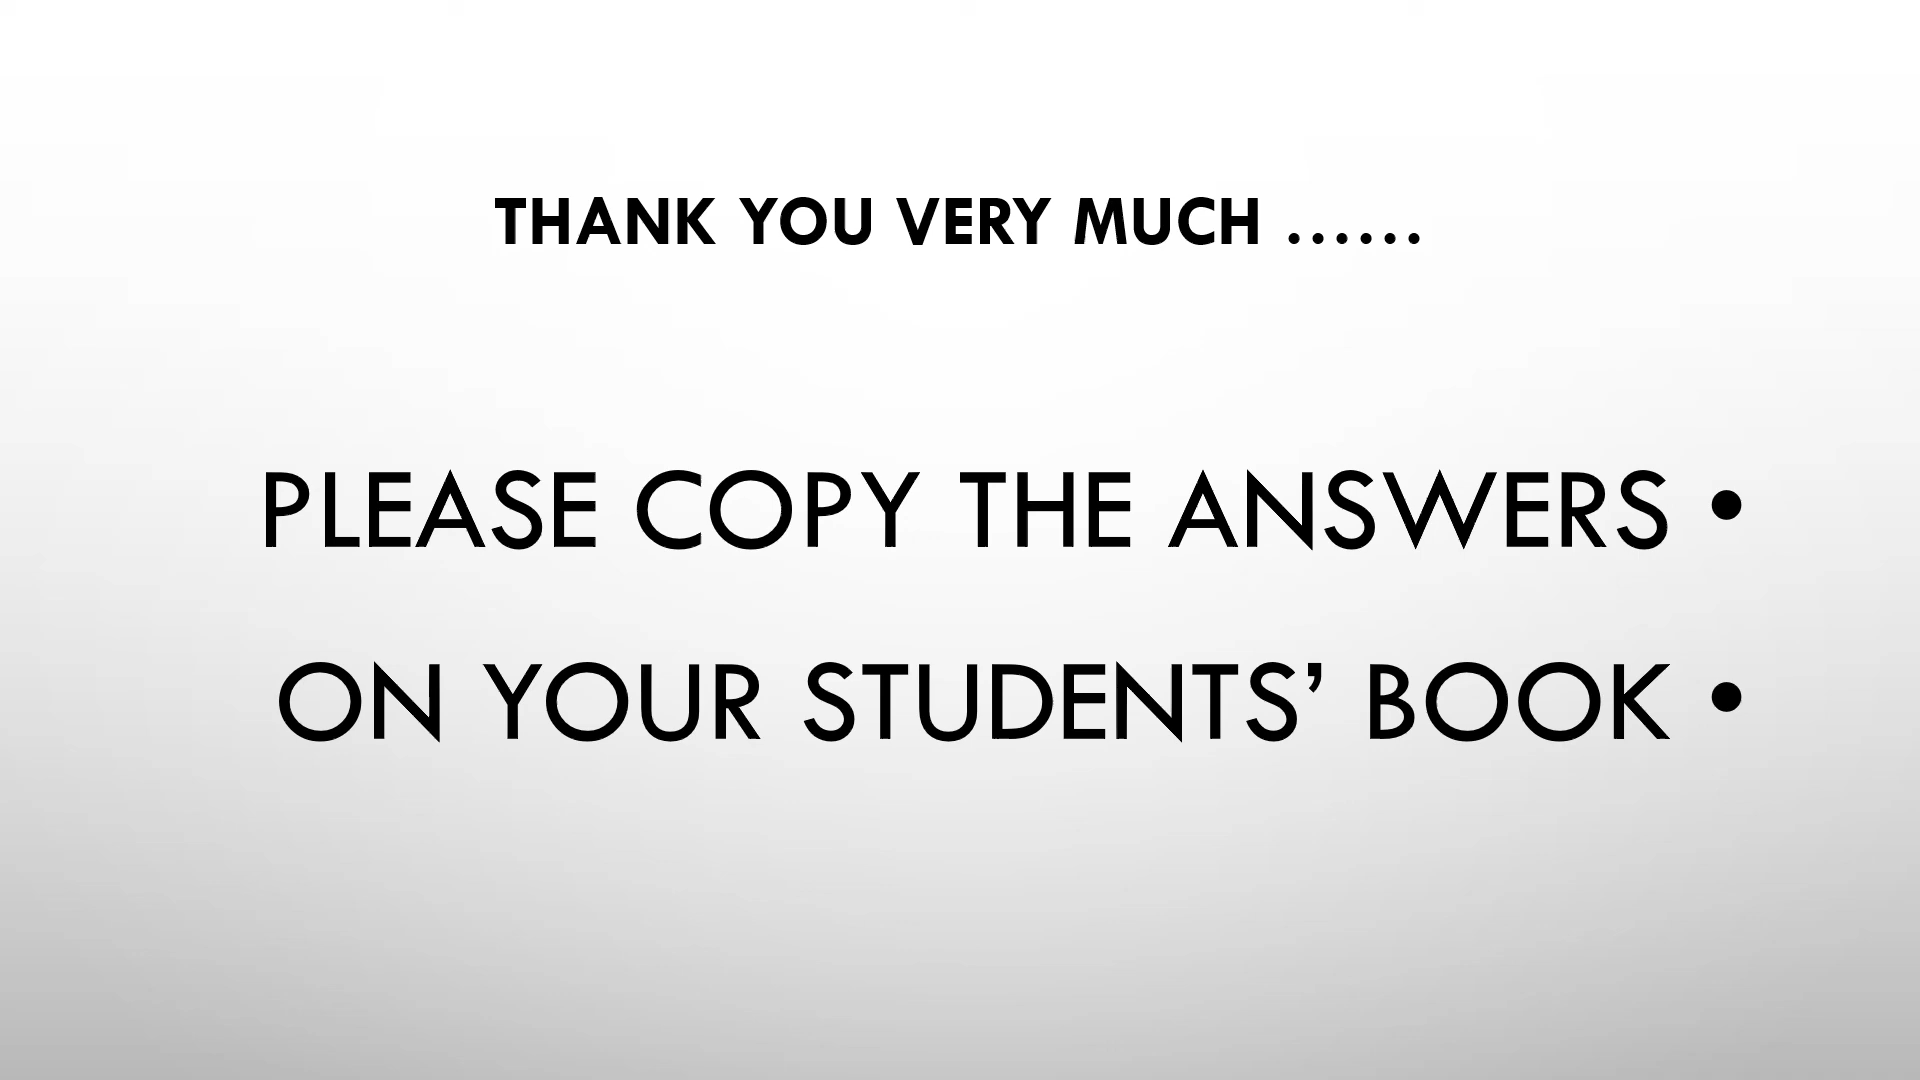 THANK YOU VERY MUCH ......
PLEASE COPY THE ANSWERS •
ON YOUR STUDENTS’ BOOK •